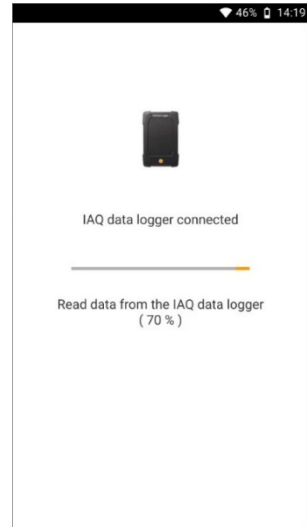 46% 14:19
IAQ data logger connected
Read data from the IAQ data logger
( 70 % )